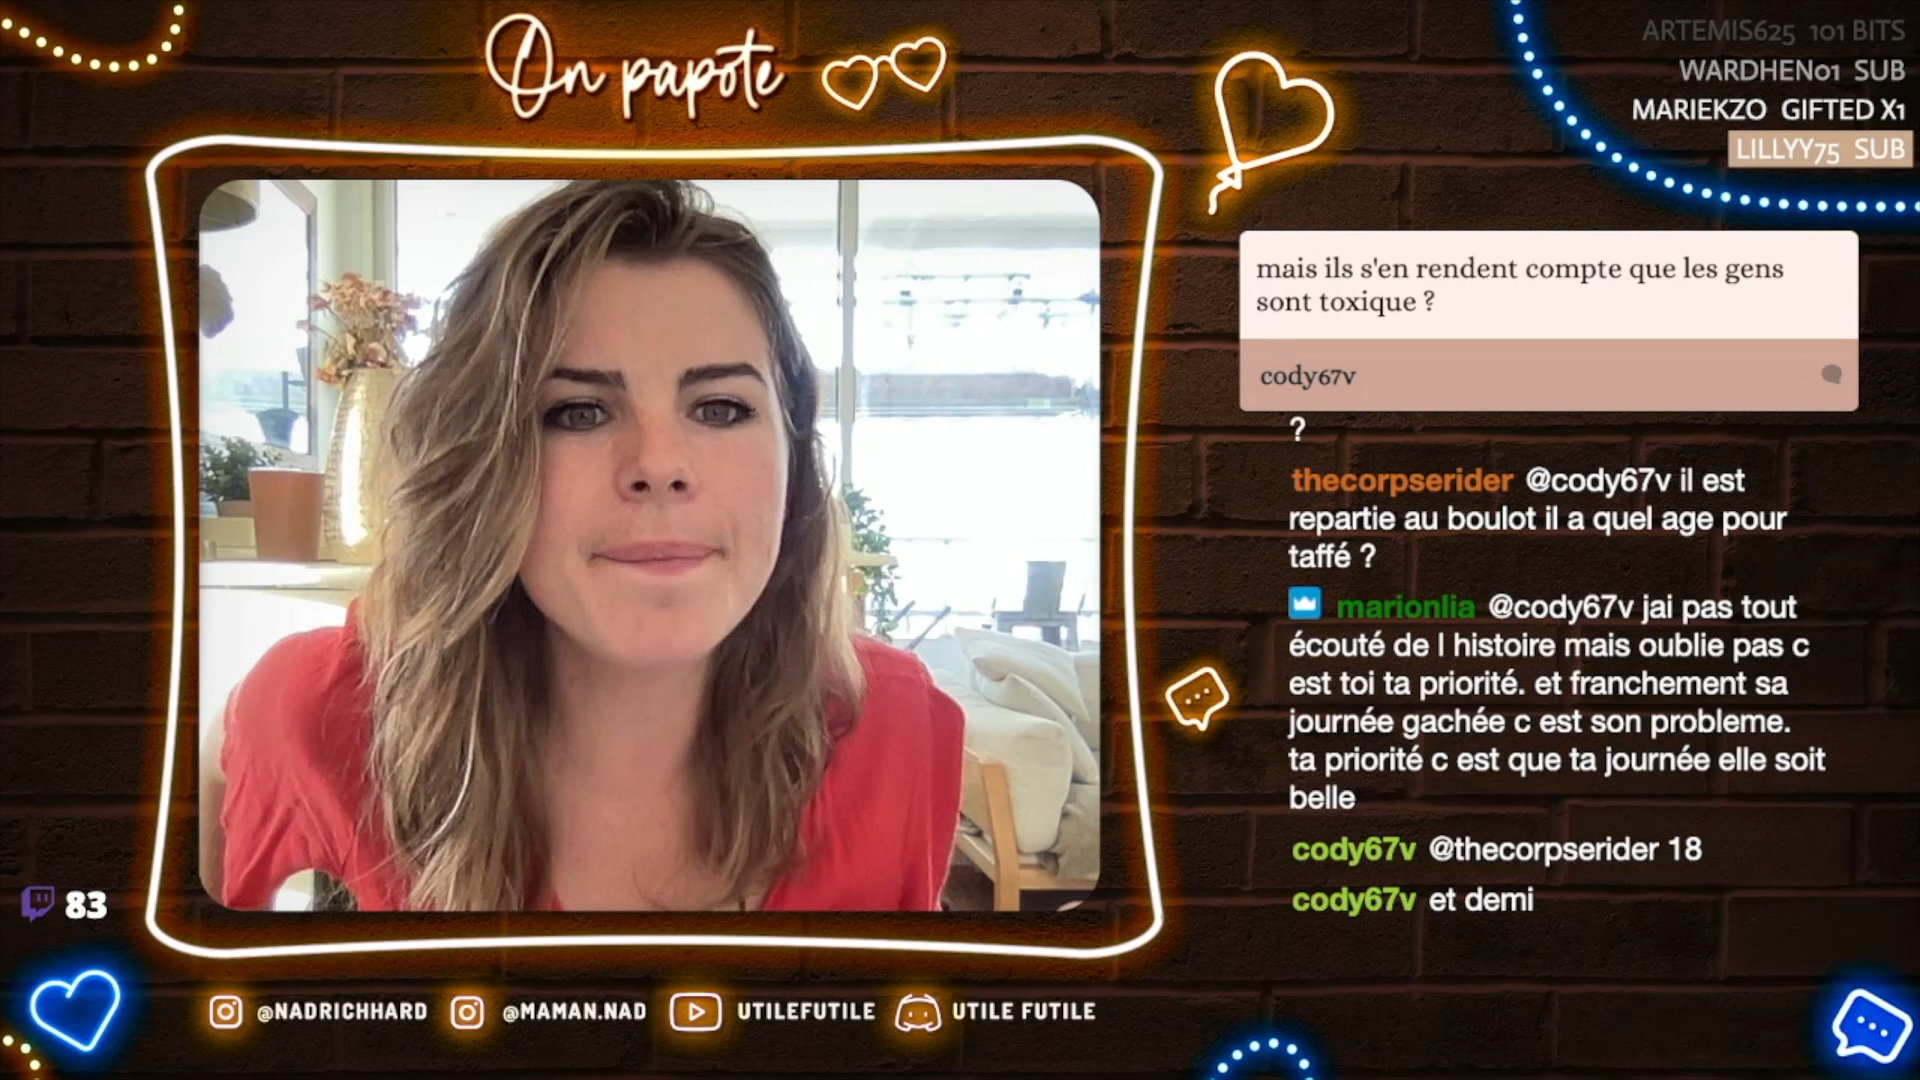 On papote
ARTEMIS625 101 BITS
WARDHEN01 SUB
MARIEKZO GIFTED X1
LILLYY75 SUB
mais ils s'en rendent compte que les gens
sont toxique ?
cody67v
?
thecorpserider @cody67v il est
repartie au boulot il a quel age pour
taffé ?
marionlia @cody67v jai pas tout
écouté de l histoire mais oublie pas c
est toi ta priorité. et franchement sa
journée gachée c est son probleme.
ta priorité c est que ta journée elle soit
belle
cody67v @thecorpserider 18
cody67v et demi
83
@NADRICHHARD @MAMAN.NAD UTILEFUTILE UTILE FUTILE